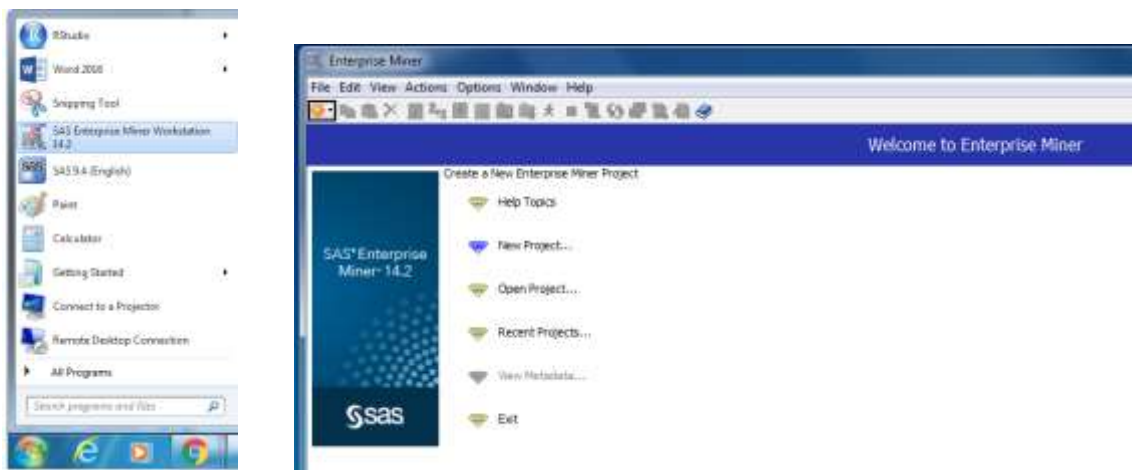 RStudio
Word 2016
Snipping Tool
SAS Enterprise Miner Workstation
14.2
SAS 9.4 (English)
Paint
Calculator
Getting Started
Connect to a Projector
Remote Desktop Connection
All Programs
Search programs and files
Enterprise Miner
File Edit View Actions Options Window Help
Welcome to Enterprise Miner
Create a New Enterprise Miner Project
Help Topics
New Project...
SAS® Enterprise
Miner™ 14.2
Open Project...
Recent Projects...
View Metadata...
sas
Exit